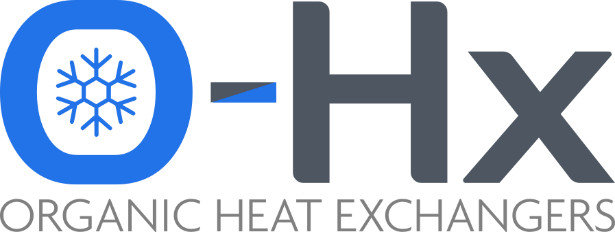 O-Hx
ORGANIC HEAT EXCHANGERS